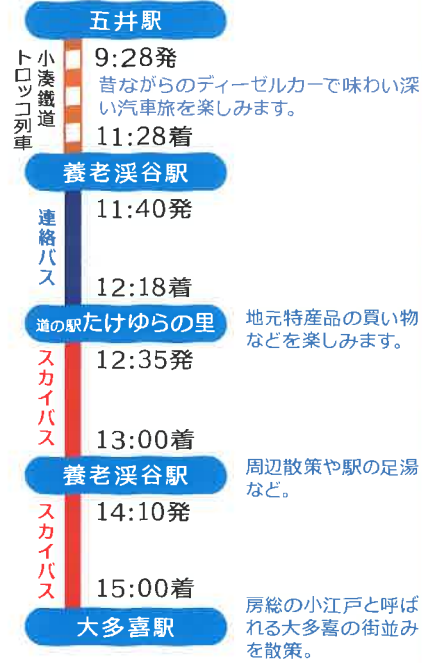 五井駅
小湊鐵道
トロッコ列車
9:28発
昔ながらのディーゼルカーで味わい深
い汽車旅を楽しみます。
11:28着
養老渓谷駅
連絡バス
11:40発
12:18着
道の駅たけゆらの里
地元特産品の買い物
などを楽しみます。
スカイバス
12:35発
13:00着
養老渓谷駅
周辺散策や駅の足湯
など。
スカイバス
14:10発
15:00着
大多喜駅
房総の小江戸と呼ば
れる大多喜の街並み
を散策。